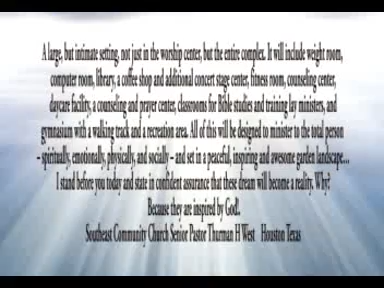 A large, but intimate setting, not just in the worship center, but the entire complex. It will include weight room,
computer room, library, a coffee shop and additional concert stage center, fitness room, counseling center,
daycare facility, a counseling and prayer center, classrooms for Bible studies and training lay ministers, and
gymnasium with a walking track and a recreation area. All of this will be designed to minister to the total person
– spiritually, emotionally, physically, and socially – and set in a peaceful, inspiring and awesome garden landscape...
I stand before you today and state in confident assurance that these dream will become a reality. Why?
Because they are inspired by God!.
Southeast Community Church Senior Pastor Thurman H West Houston Texas